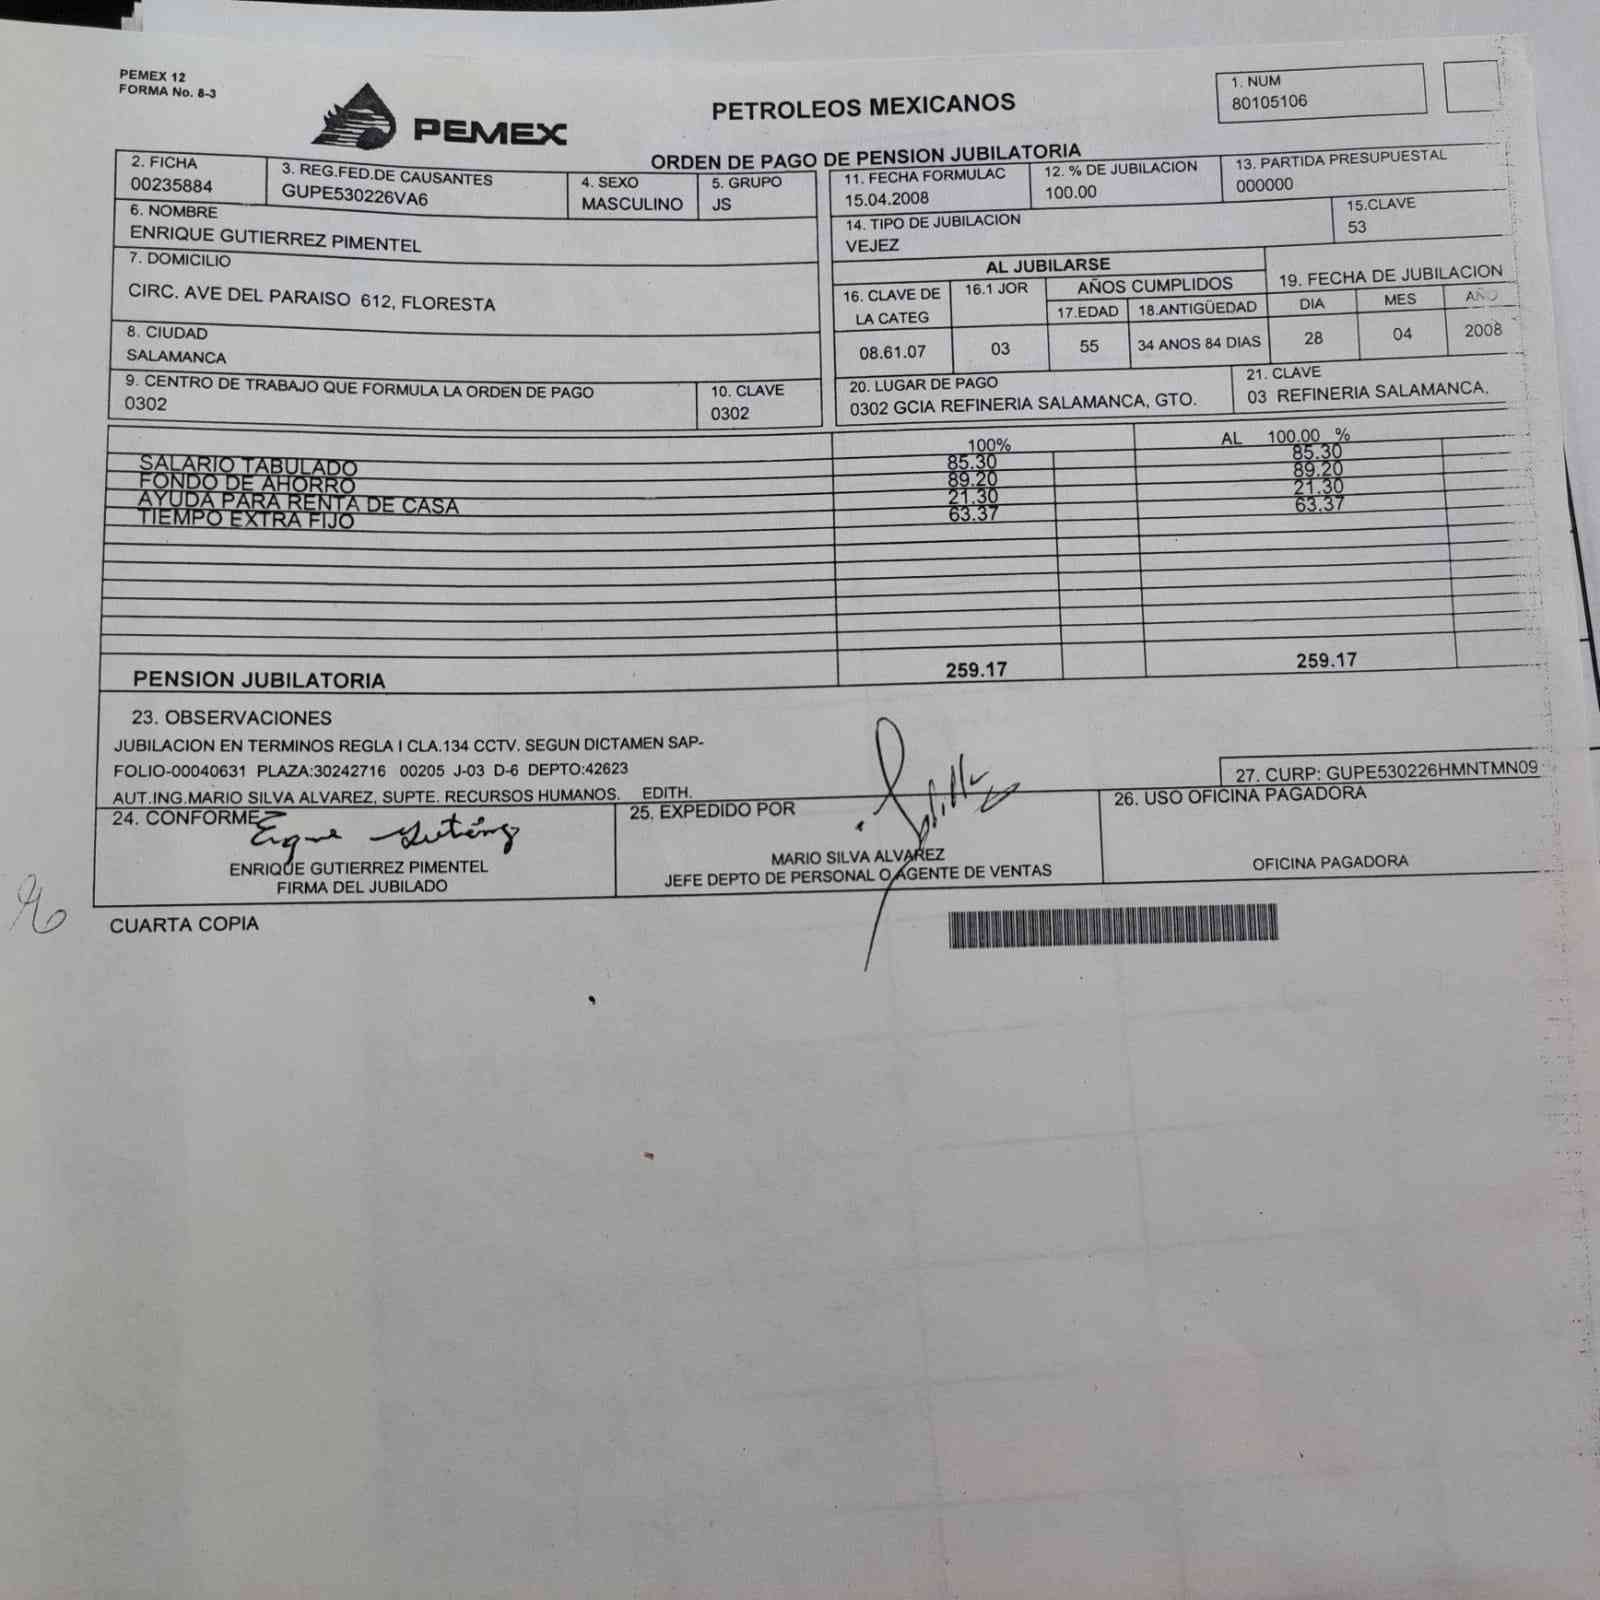 PEMEX 12
FORMA No. 8-3
PEMEX
PETROLEOS MEXICANOS
ORDEN DE PAGO DE PENSION JUBILATORIA
1. NUM
80105106
2. FICHA
00235884
3. REG.FED.DE CAUSANTES
GUPE530226VA6
4. SEXO
MASCULINO
5. GRUPO
JS
6. NOMBRE
ENRIQUE GUTIERREZ PIMENTEL
7. DOMICILIO
CIRC. AVE DEL PARAISO 612, FLORESTA
8. CIUDAD
SALAMANCA
9. CENTRO DE TRABAJO QUE FORMULA LA ORDEN DE PAGO
0302
10. CLAVE
0302
11. FECHA FORMULAC
15.04.2008
12. % DE JUBILACION
100.00
13. PARTIDA PRESUPUESTAL
000000
14. TIPO DE JUBILACION
VEJEZ
15.CLAVE
53
AL JUBILARSE
16. CLAVE DE
LA CATEG
08.61.07
16.1 JOR
03
AÑOS CUMPLIDOS
17.EDAD
55
18.ANTIGÜEDAD
34 ANOS 84 DIAS
19. FECHA DE JUBILACION
DIA MES AÑO
28 04 2008
20. LUGAR DE PAGO
0302 GCIA REFINERIA SALAMANCA, GTO.
21. CLAVE
03 REFINERIA SALAMANCA,
100% AL 100.00 %
SALARIO TABULADO 85.30 85.30
FONDO DE AHORRO 89.20 89.20
AYUDA PARA RENTA DE CASA 21.30 21.30
TIEMPO EXTRA FIJO 63.37 63.37
PENSION JUBILATORIA 259.17 259.17
23. OBSERVACIONES
JUBILACION EN TERMINOS REGLA I CLA.134 CCTV. SEGUN DICTAMEN SAP-
FOLIO-00040631 PLAZA:30242716 00205 J-03 D-6 DEPTO:42623
AUT.ING.MARIO SILVA ALVAREZ, SUPTE. RECURSOS HUMANOS. EDITH.
27. CURP: GUPE530226HMNTMN09
24. CONFORME
ENRIQUE GUTIERREZ PIMENTEL
FIRMA DEL JUBILADO
25. EXPEDIDO POR
MARIO SILVA ALVAREZ
JEFE DEPTO DE PERSONAL O AGENTE DE VENTAS
26. USO OFICINA PAGADORA
OFICINA PAGADORA
CUARTA COPIA